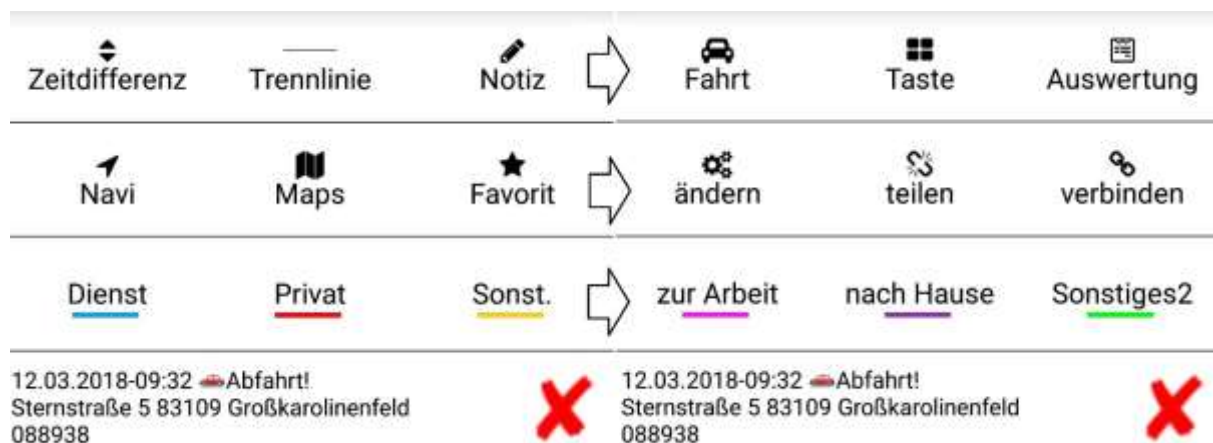 Zeitdifferenz Trennlinie Notiz Fahrt Taste Auswertung
Navi Maps Favorit ändern teilen verbinden
Dienst Privat Sonst. zur Arbeit nach Hause Sonstiges2
12.03.2018-09:32 🚗Abfahrt!
Sternstraße 5 83109 Großkarolinenfeld
088938
12.03.2018-09:32 🚗Abfahrt!
Sternstraße 5 83109 Großkarolinenfeld
088938